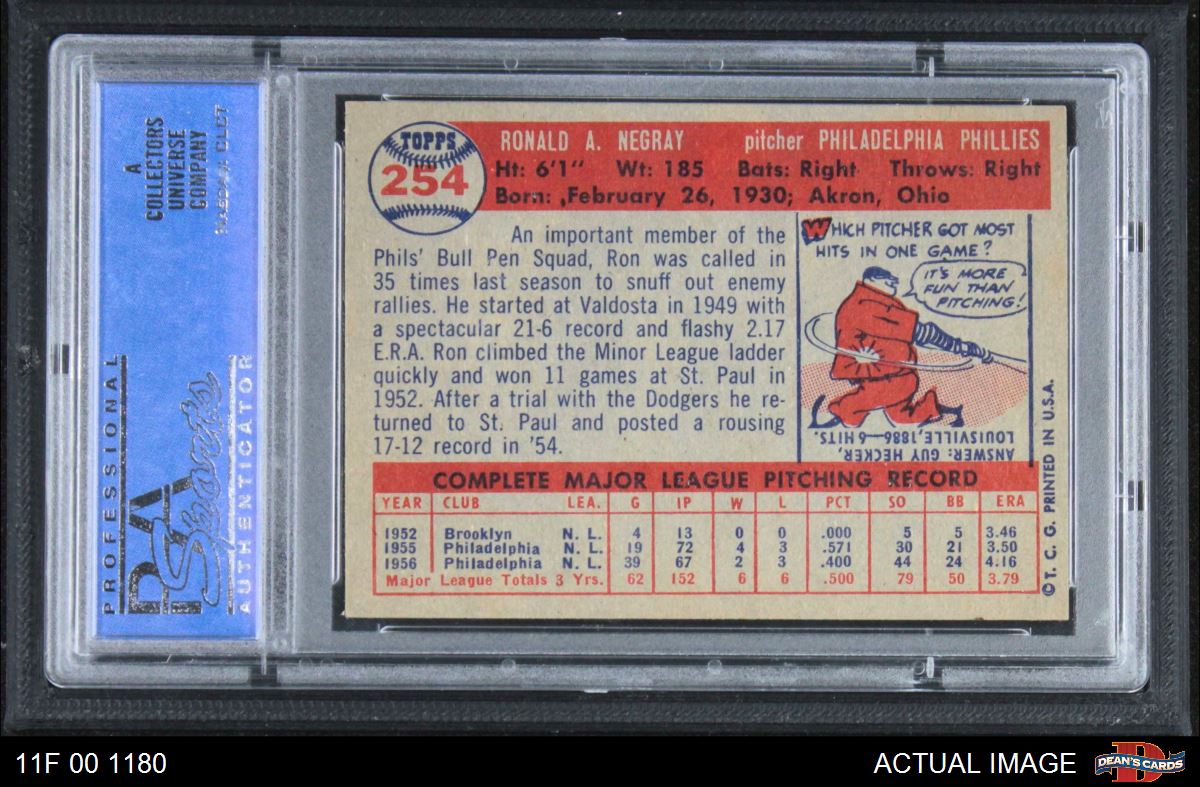 A
COLLECTORS
UNIVERSE
COMPANY
PROFESSIONAL
PSA
Sports
AUTHENTICATOR
TOPPS
254
RONALD A. NEGRAY pitcher PHILADELPHIA PHILLIES
Ht: 6'1" Wt: 185 Bats: Right Throws: Right
Born: February 26, 1930; Akron, Ohio
An important member of the
Phils' Bull Pen Squad, Ron was called in
35 times last season to snuff out enemy
rallies. He started at Valdosta in 1949 with
a spectacular 21-6 record and flashy 2.17
E.R.A. Ron climbed the Minor League ladder
quickly and won 11 games at St. Paul in
1952. After a trial with the Dodgers he re-
turned to St. Paul and posted a rousing
17-12 record in '54.
WHICH PITCHER GOT MOST
HITS IN ONE GAME?
IT'S MORE
FUN THAN
PITCHING!
ANSWER: GUY HECKER,
LOUISVILLE, 1886—6 HITS.
COMPLETE MAJOR LEAGUE PITCHING RECORD
YEAR CLUB LEA. G IP W L PCT SO BB ERA
1952 Brooklyn N. L. 4 13 0 0 .000 5 5 3.46
1955 Philadelphia N. L. 19 72 4 3 .571 30 21 3.50
1956 Philadelphia N. L. 39 67 2 3 .400 44 24 4.16
Major League Totals 3 Yrs. 62 152 6 6 .500 79 50 3.79
© T. C. G. PRINTED IN U.S.A.
11F 00 1180
ACTUAL IMAGE
DEAN'S CARDS